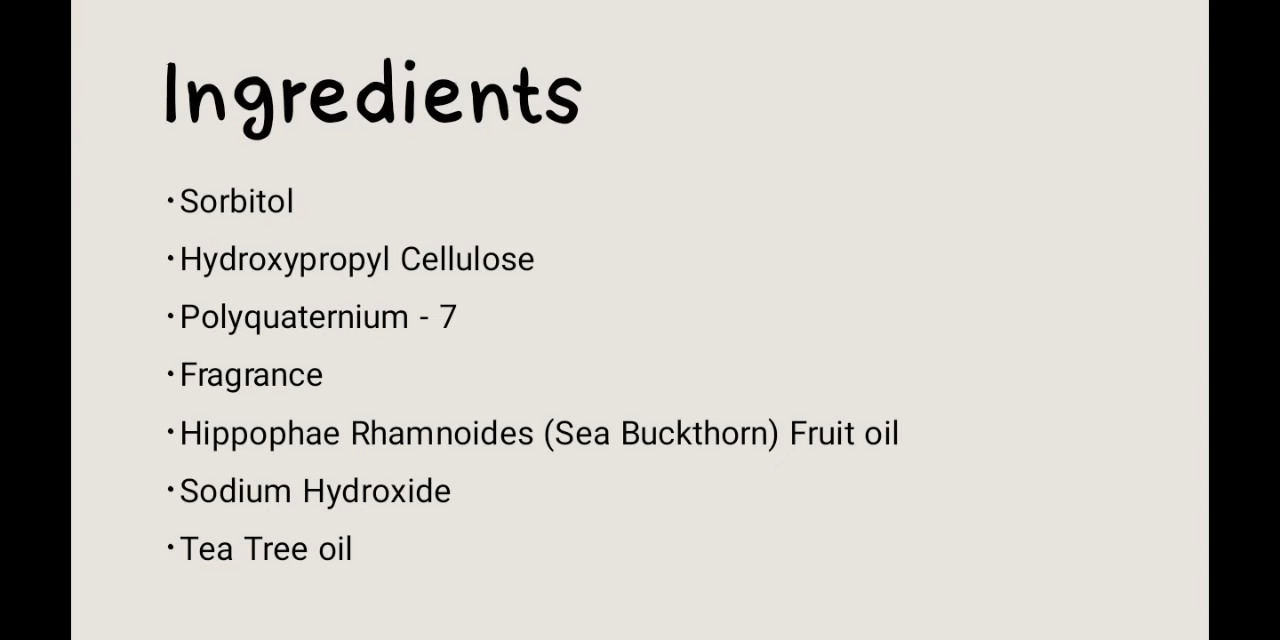 Ingredients
·Sorbitol
·Hydroxypropyl Cellulose
·Polyquaternium - 7
·Fragrance
·Hippophae Rhamnoides (Sea Buckthorn) Fruit oil
·Sodium Hydroxide
·Tea Tree oil